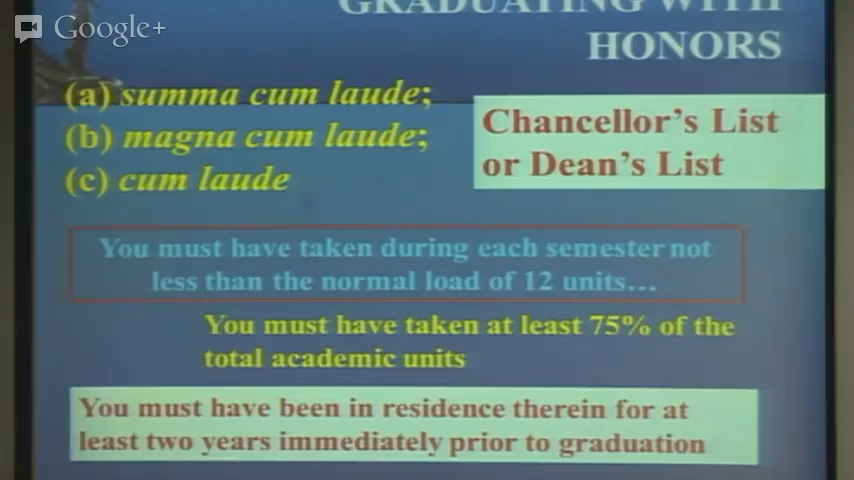 Google+
GRADUATING WITH
HONORS
(a) summa cum laude;
(b) magna cum laude;
(c) cum laude
Chancellor's List
or Dean's List
You must have taken during each semester not
less than the normal load of 12 units…
You must have taken at least 75% of the
total academic units
You must have been in residence therein for at
least two years immediately prior to graduation